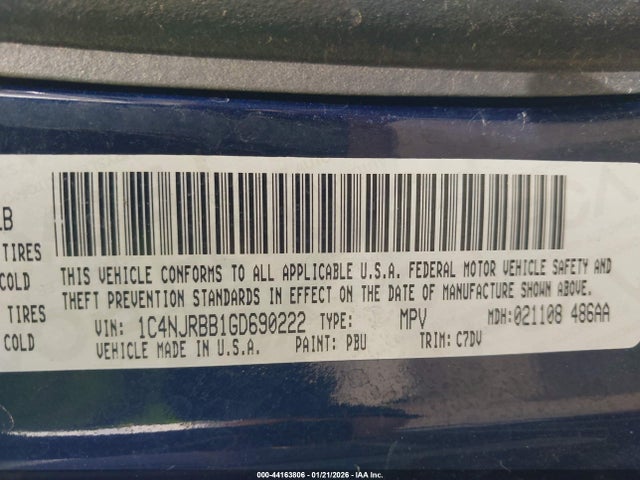 LB
TIRES
COLD
TIRES
COLD
THIS VEHICLE CONFORMS TO ALL APPLICABLE U.S.A. FEDERAL MOTOR VEHICLE SAFETY AND
THEFT PREVENTION STANDARDS IN EFFECT ON THE DATE OF MANUFACTURE SHOWN ABOVE.
VIN: 1C4NJRBB1GD690222 TYPE: MPV MDH:021108 486AA
VEHICLE MADE IN U.S.A. PAINT: PBU TRIM: C7DV
000-44163806 - 01/21/2026 - IAA Inc.